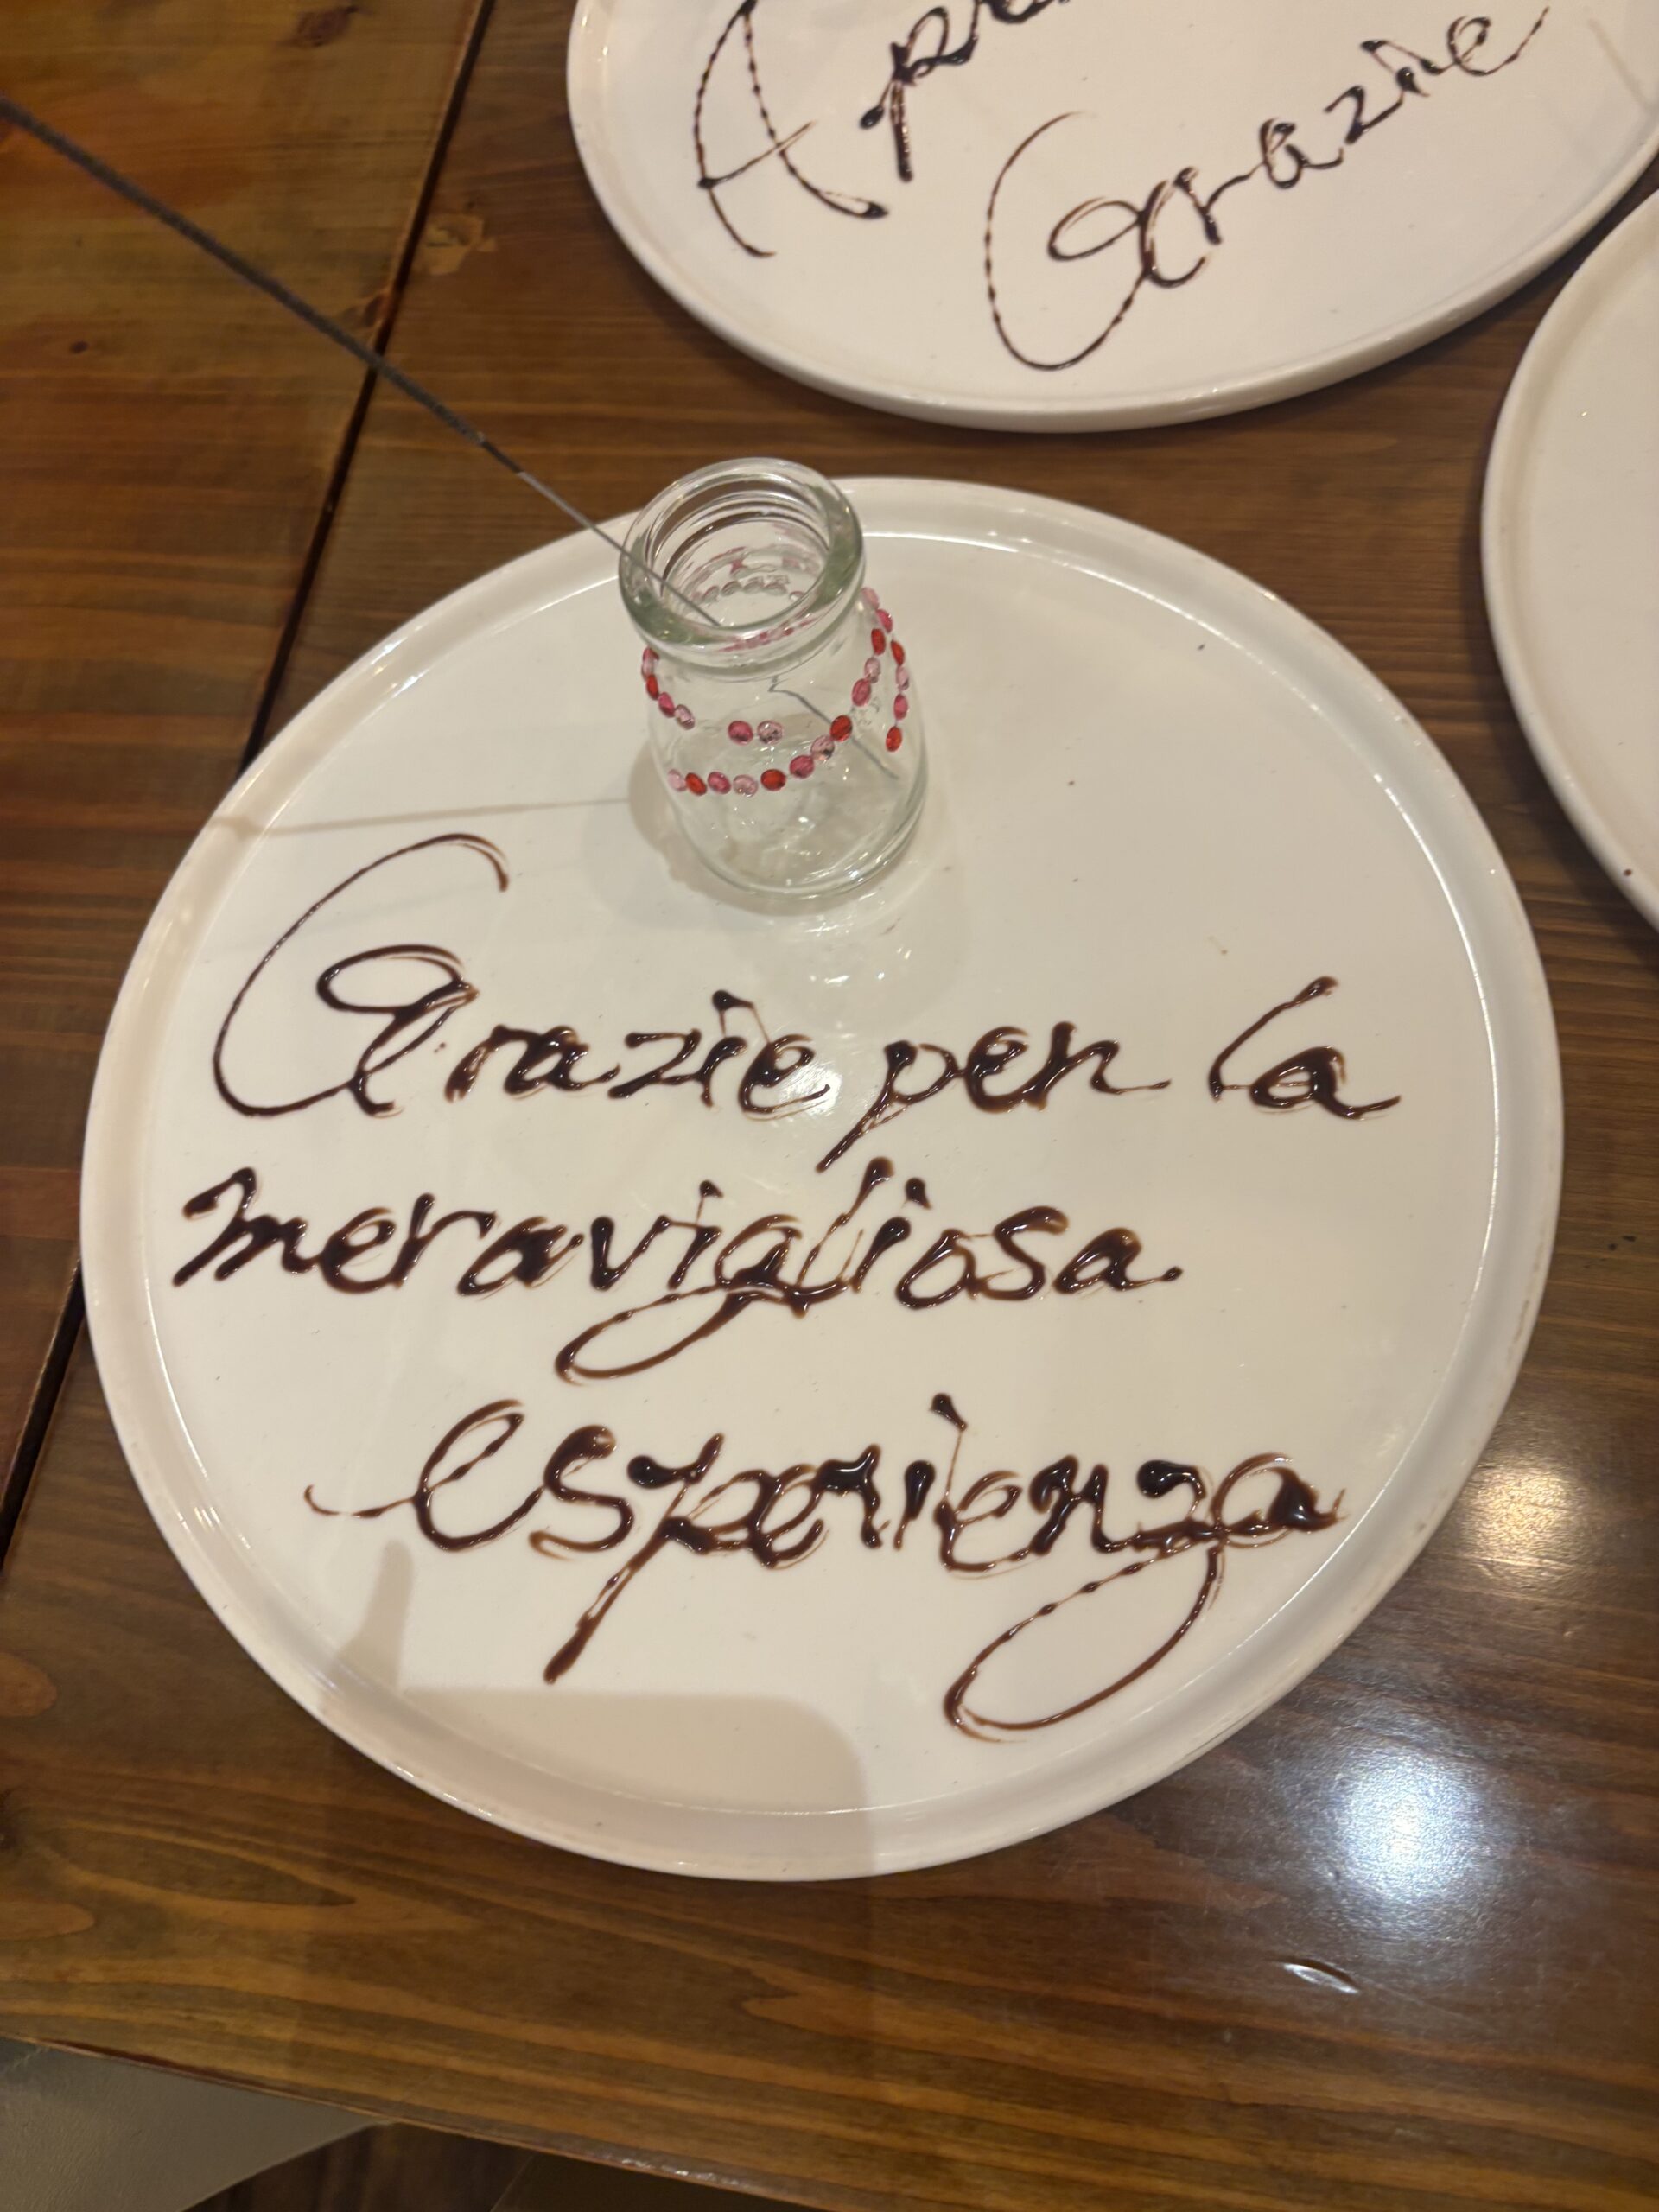 Grazie
Grazie per la
meravigliosa
esperienza